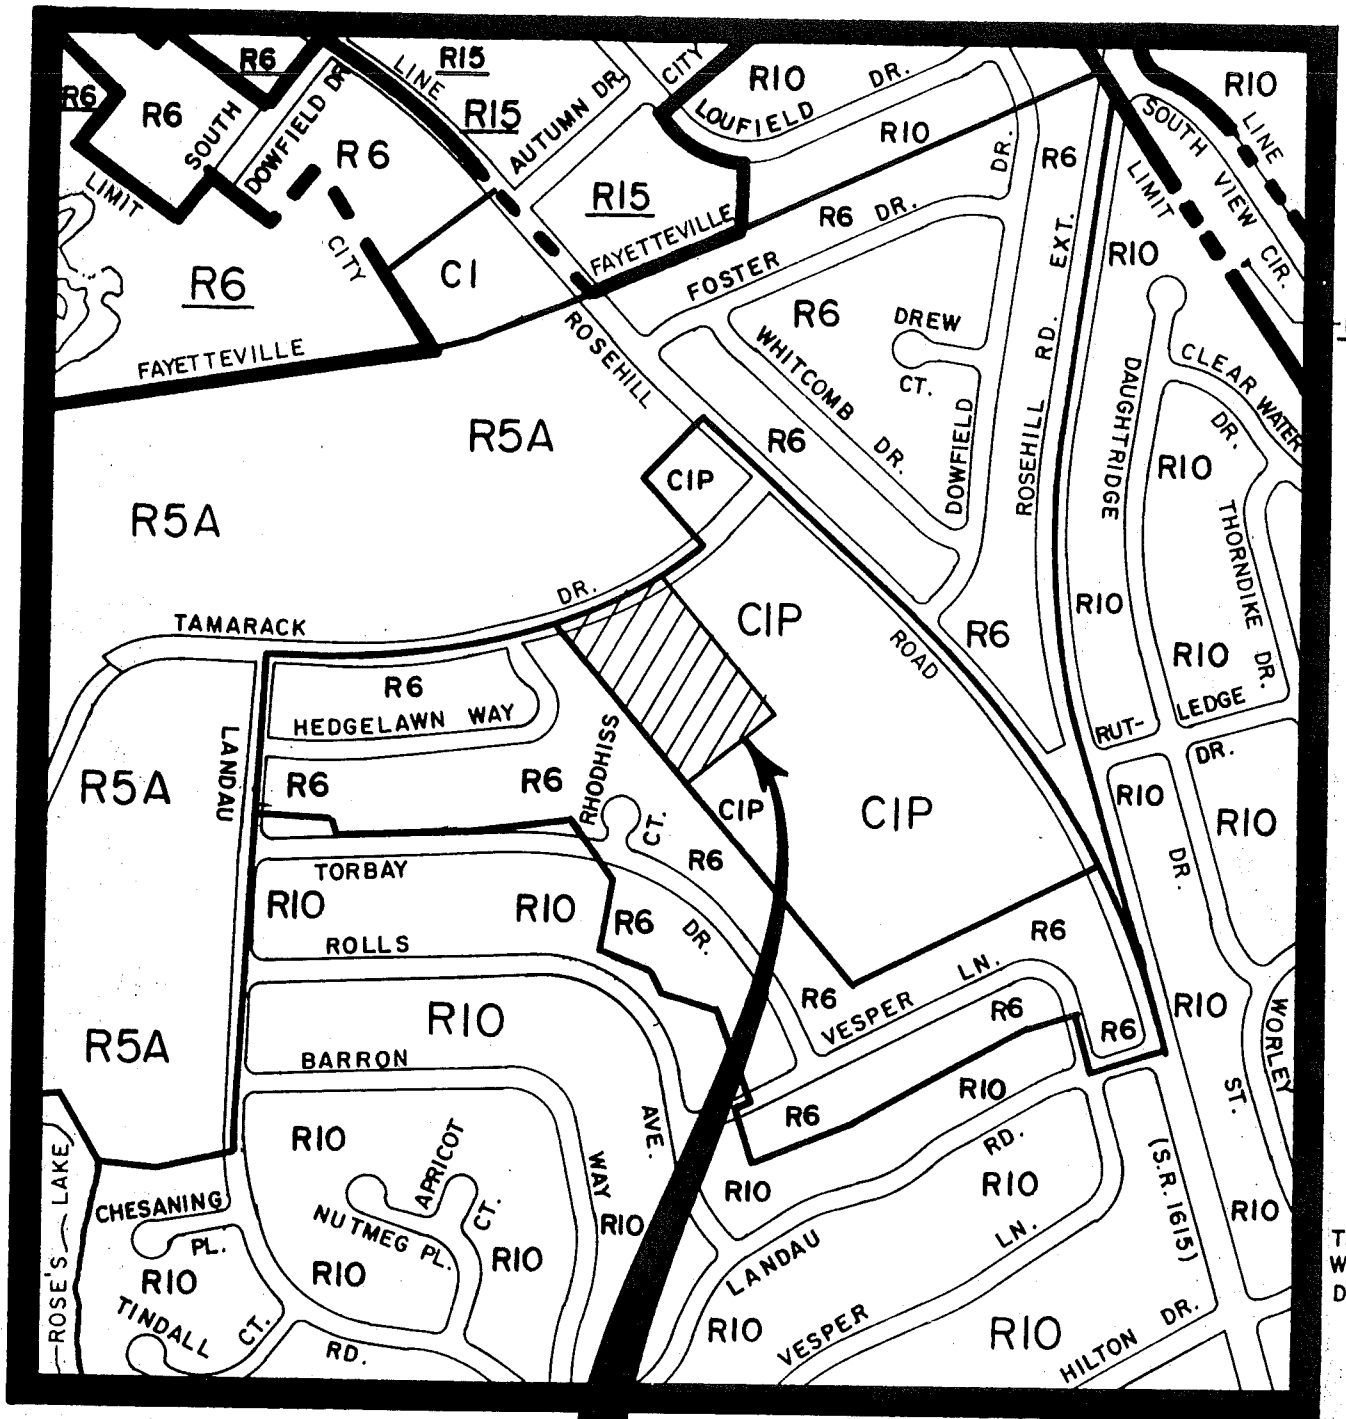 R6
R6
R6
SOUTH
DOWFIELD DR.
R6
LIMIT
CITY
R6
FAYETTEVILLE
LINE
R15
R15
AUTUMN DR.
CITY
R15
FAYETTEVILLE
C1
R10
LOUFIELD DR.
R10
R10
SOUTH VIEW CIR.
LINE
LIMIT
R6
R6
FOSTER DR.
DR.
ROSEHILL RD. EXT.
R10
ROSEHILL
R6
DREW
CT.
WHITCOMB DR.
DOWFIELD
DAUGHTRIDGE
CLEAR WATER
DR.
R5A
R6
CIP
R10
THORNDIKE DR.
R5A
DR.
TAMARACK
CIP
ROAD
R6
R10
R10
R6
HEDGELAWN WAY
RHODHISS
CT.
RUT-
LEDGE
DR.
LANDAU
R5A
R6
R6
CIP
CIP
R10
R10
DR.
TORBAY
R6
R10
R10
R6
DR.
ROLLS
R6
LN.
R6
VESPER
R6
R6
R10
WORLEY
R10
R5A
BARRON
R6
R10
ST.
AVE.
R10
APRICOT
CT.
WAY
RD.
(S.R. 1615)
R10
R10
R10
CHESANING
PL.
NUTMEG PL.
R10
LANDAU
LN.
ROSE'S LAKE
R10
R10
R10
TINDALL CT.
RD.
R10
VESPER
R10
HILTON DR.
T
W
D